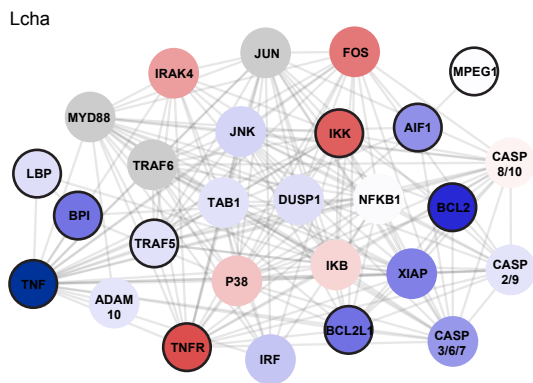 Lcha
JUN
FOS
IRAK4
MPEG1
MYD88
JNK
IKK
AIF1
TRAF6
CASP
8/10
LBP
TAB1
DUSP1
NFKB1
BCL2
BPI
TRAF5
TNF
ADAM
10
P38
IKB
XIAP
CASP
2/9
TNFR
IRF
BCL2L1
CASP
3/6/7